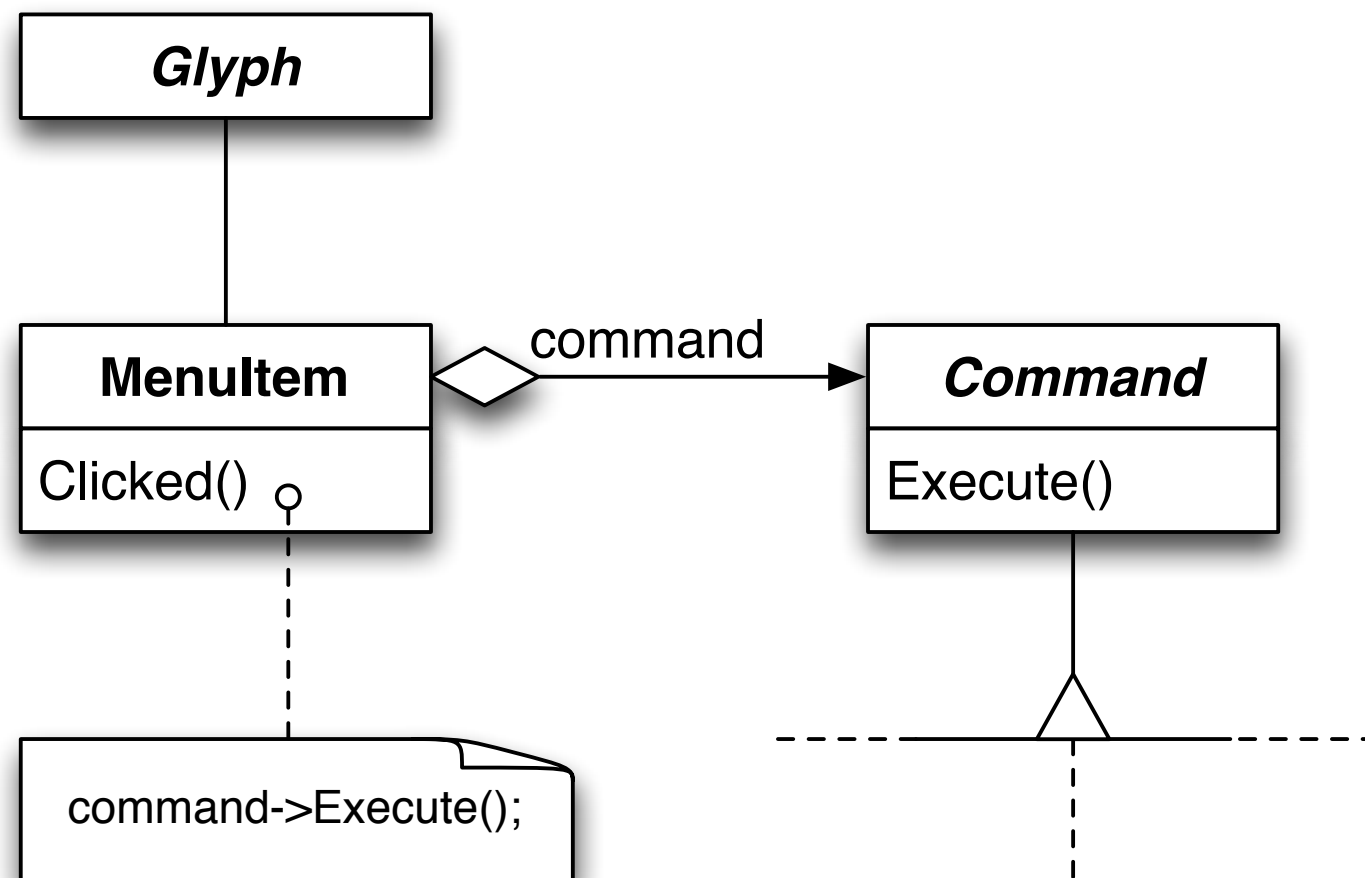 Glyph
MenuItem
Clicked()
command
Command
Execute()
command->Execute();